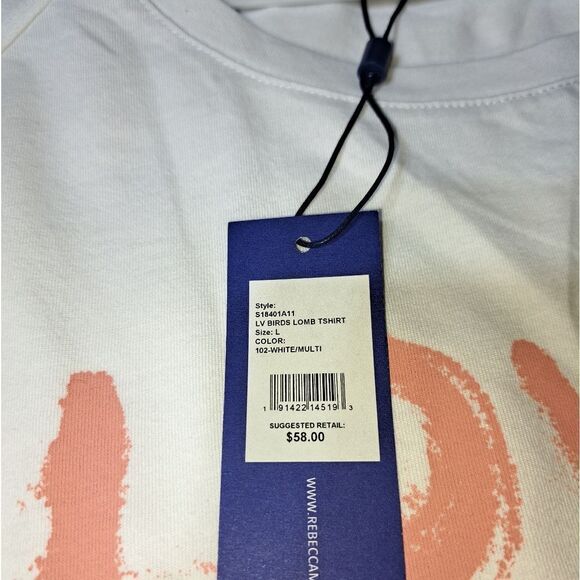 Style:
S18401A11
LV BIRDS LOMB TSHIRT
Size: L
COLOR:
102-WHITE/MULTI
1 91422 14519 3
SUGGESTED RETAIL:
$58.00
WWW.REBECCAM